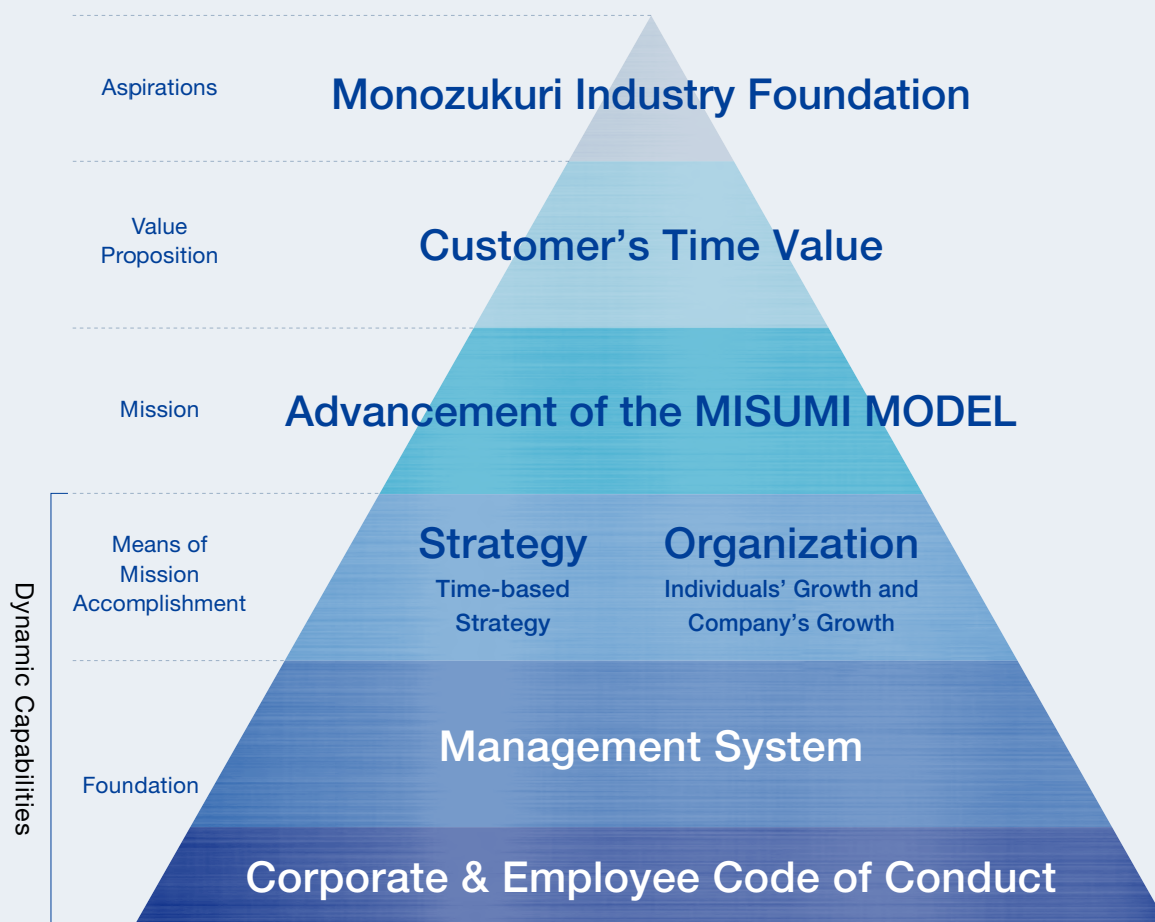 Aspirations
Monozukuri Industry Foundation
Value
Proposition
Customer’s Time Value
Mission
Advancement of the MISUMI MODEL
Dynamic Capabilities
Means of
Mission
Accomplishment
Strategy
Time-based
Strategy
Organization
Individuals’ Growth and
Company’s Growth
Foundation
Management System
Corporate & Employee Code of Conduct